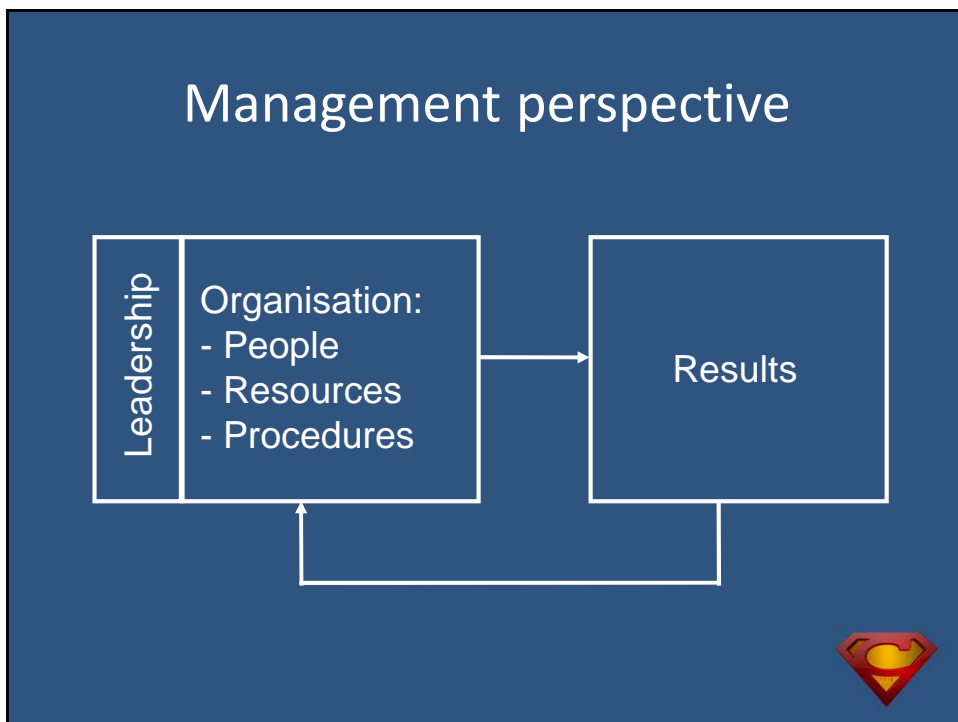 Management perspective
Leadership
Organisation:
- People
- Resources
- Procedures
Results
C